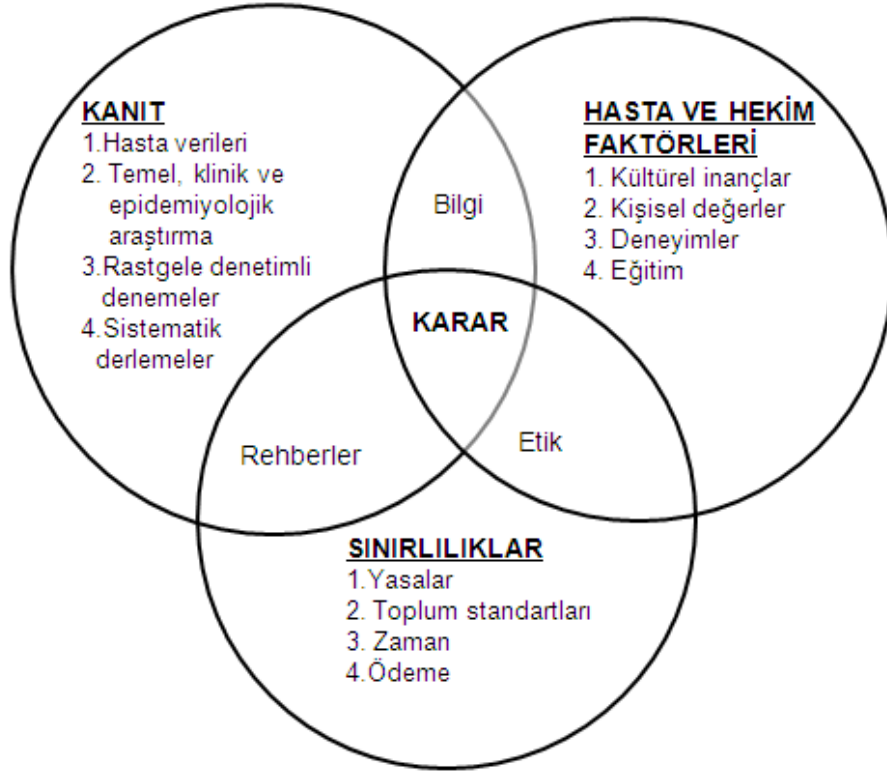 KANIT
1.Hasta verileri
2. Temel, klinik ve
epidemiyolojik
araştırma
3.Rastgele denetimli
denemeler
4.Sistematik
derlemeler
HASTA VE HEKİM
FAKTÖRLERİ
1. Kültürel inançlar
2. Kişisel değerler
3. Deneyimler
4. Eğitim
Bilgi
KARAR
Rehberler
Etik
SINIRLILIKLAR
1.Yasalar
2. Toplum standartları
3. Zaman
4.Ödeme